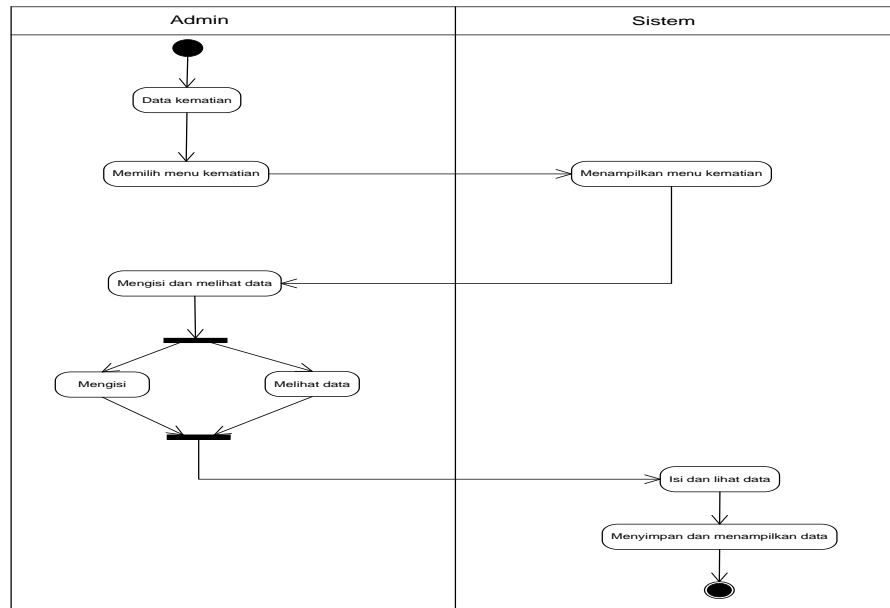 Admin
Sistem
Data kematian
Memilih menu kematian
Menampilkan menu kematian
Mengisi dan melihat data
Mengisi
Melihat data
Isi dan lihat data
Menyimpan dan menampilkan data